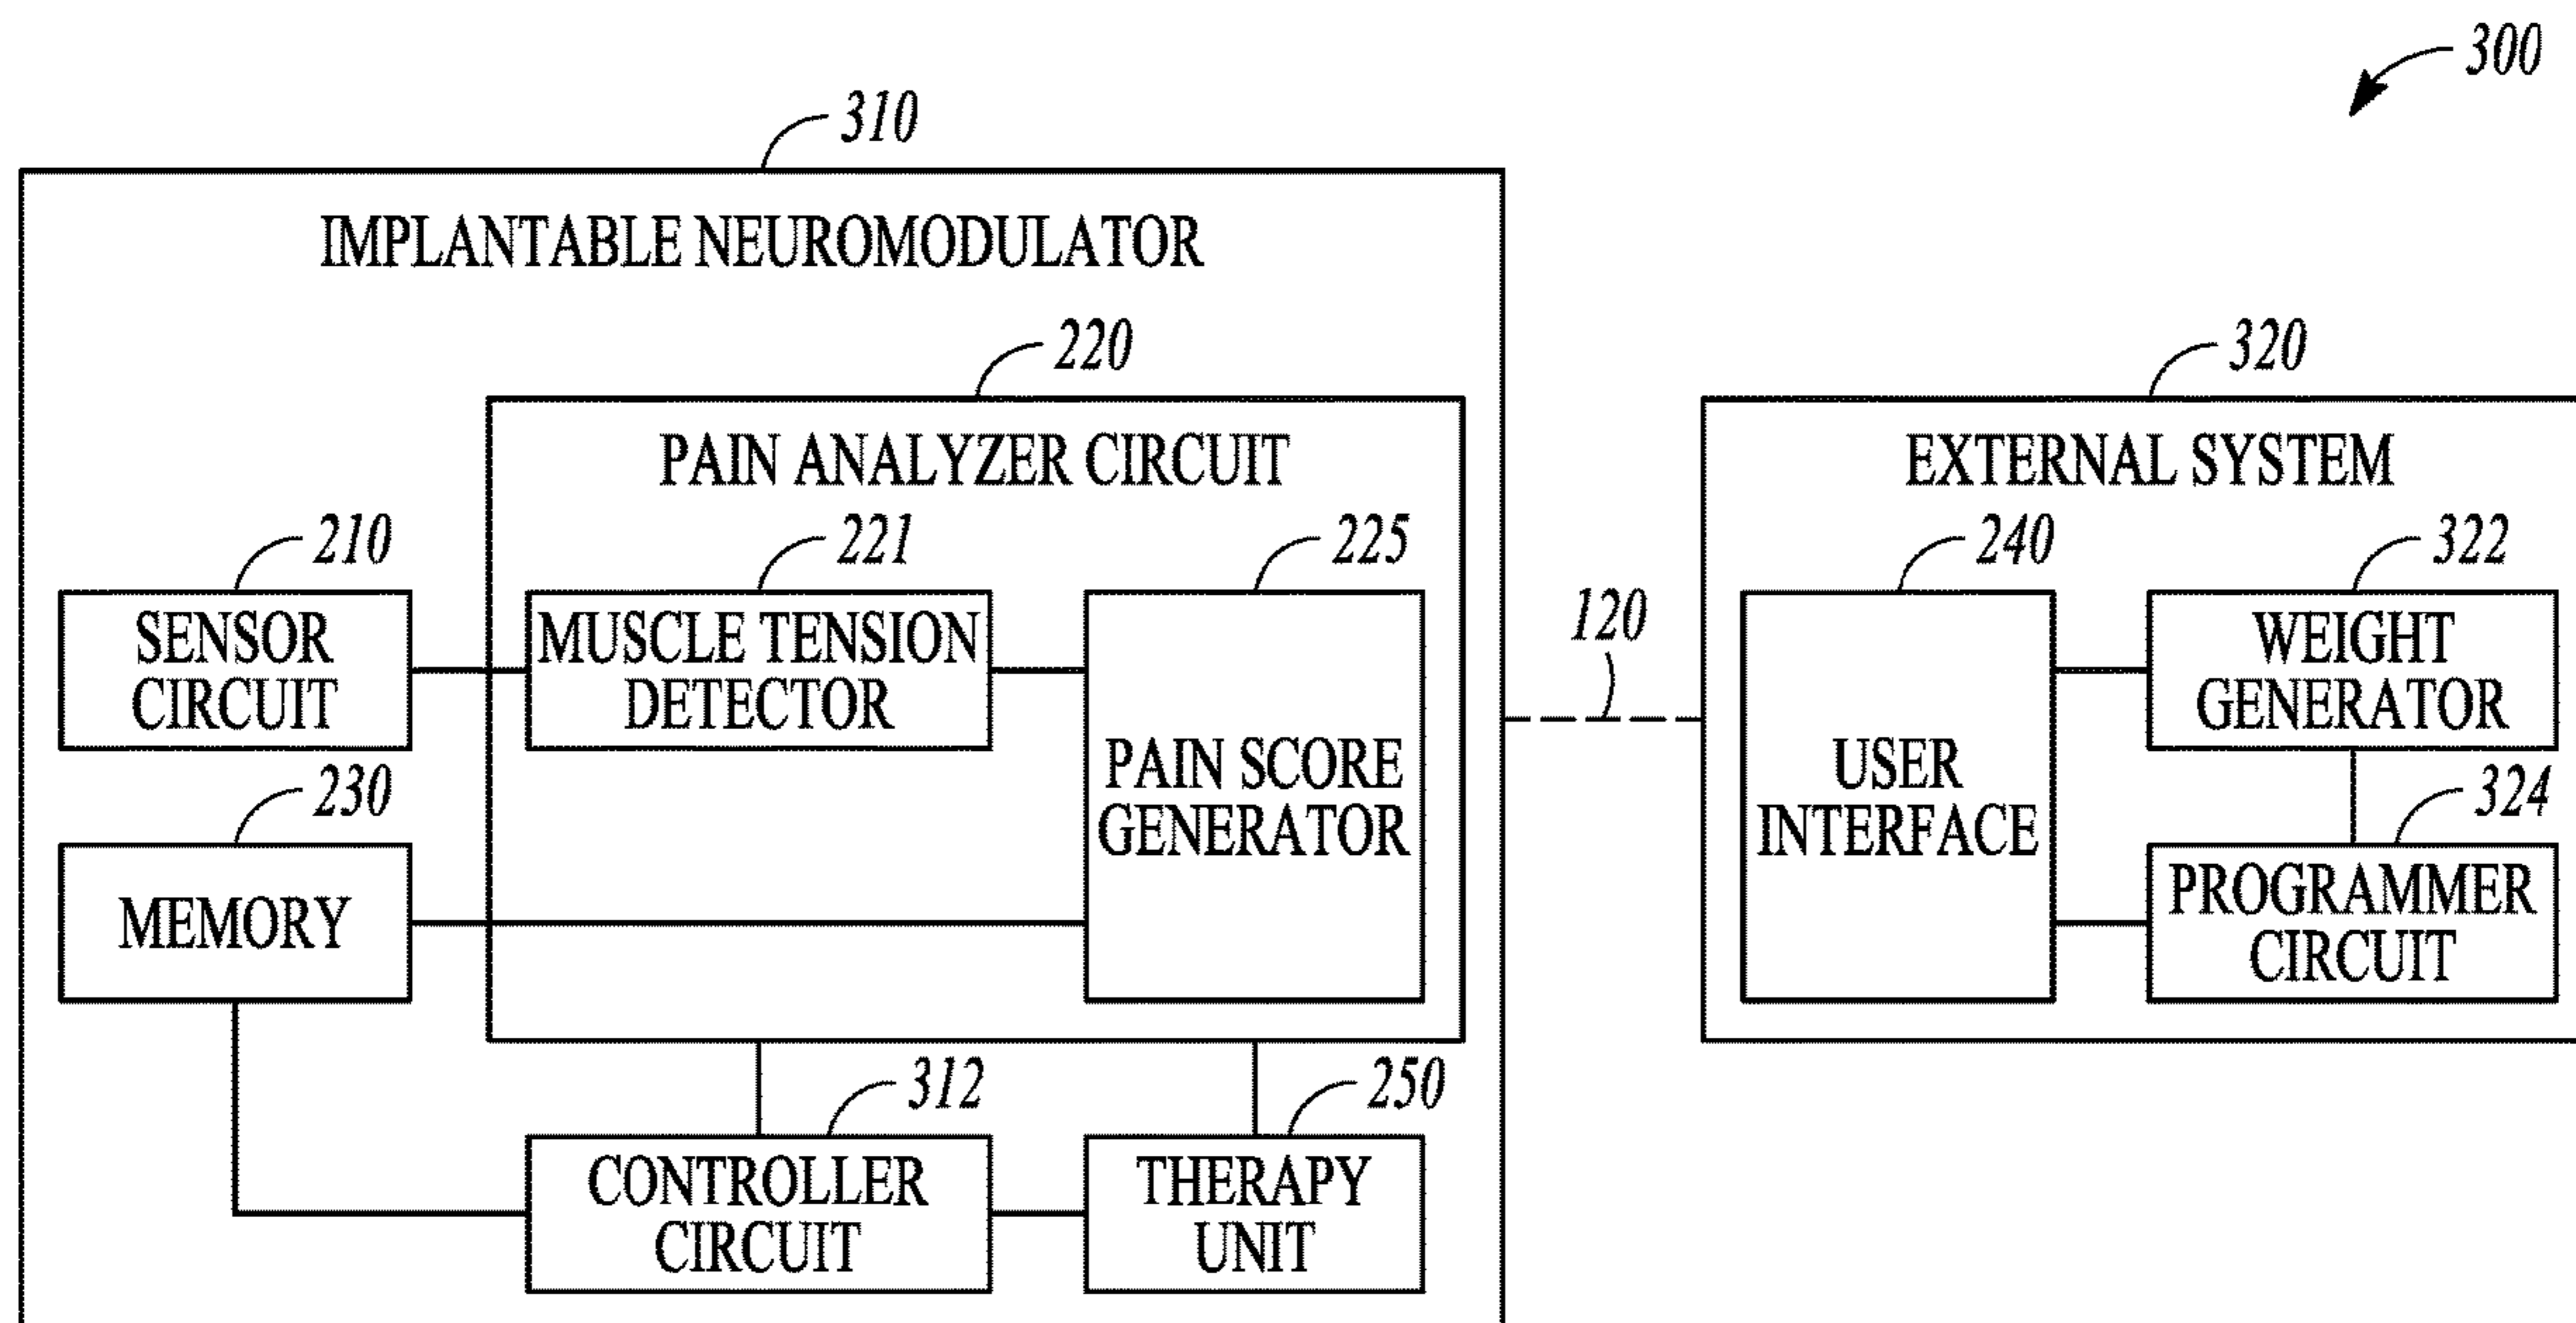 300
310
IMPLANTABLE NEUROMODULATOR
220
320
PAIN ANALYZER CIRCUIT
EXTERNAL SYSTEM
210
221
225
240
322
SENSOR
CIRCUIT
MUSCLE TENSION
DETECTOR
PAIN SCORE
GENERATOR
120
USER
INTERFACE
WEIGHT
GENERATOR
230
324
MEMORY
PROGRAMMER
CIRCUIT
312
250
CONTROLLER
CIRCUIT
THERAPY
UNIT